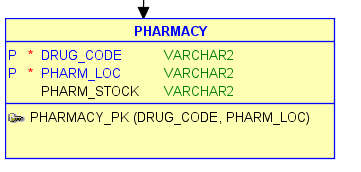 PHARMACY
P * DRUG_CODE VARCHAR2
P * PHARM_LOC VARCHAR2
PHARM_STOCK VARCHAR2
PHARMACY_PK (DRUG_CODE, PHARM_LOC)